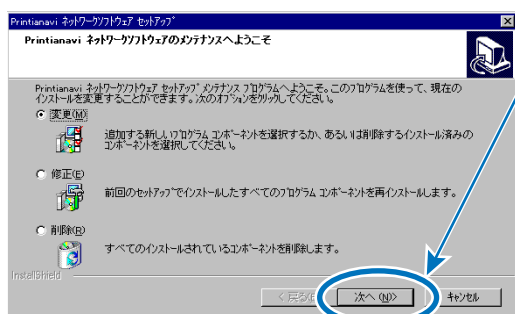 Printianavi ﾈｯﾄﾜｰｸｿﾌﾄｳｪｱ ｾｯﾄｱｯﾌﾟ
Printianavi ﾈｯﾄﾜｰｸｿﾌﾄｳｪｱのﾒﾝﾃﾅﾝｽへようこそ
Printianavi ﾈｯﾄﾜｰｸｿﾌﾄｳｪｱ ｾｯﾄｱｯﾌﾟ ﾒﾝﾃﾅﾝｽ ﾌﾟﾛｸﾞﾗﾑへようこそ。このﾌﾟﾛｸﾞﾗﾑを使って、現在の
ｲﾝｽﾄｰﾙを変更することができます。次のｵﾌﾟｼｮﾝをｸﾘｯｸしてください。
変更(M)
追加する新しいﾌﾟﾛｸﾞﾗﾑ ｺﾝﾎﾟｰﾈﾝﾄを選択するか、あるいは削除するｲﾝｽﾄｰﾙ済みの
ｺﾝﾎﾟｰﾈﾝﾄを選択してください。
修正(E)
前回のｾｯﾄｱｯﾌﾟでｲﾝｽﾄｰﾙしたすべてのﾌﾟﾛｸﾞﾗﾑ ｺﾝﾎﾟｰﾈﾝﾄを再ｲﾝｽﾄｰﾙします。
削除(R)
すべてのｲﾝｽﾄｰﾙされているｺﾝﾎﾟｰﾈﾝﾄを削除します。
InstallShield
< 戻る 次へ (N)> ｷｬﾝｾﾙ